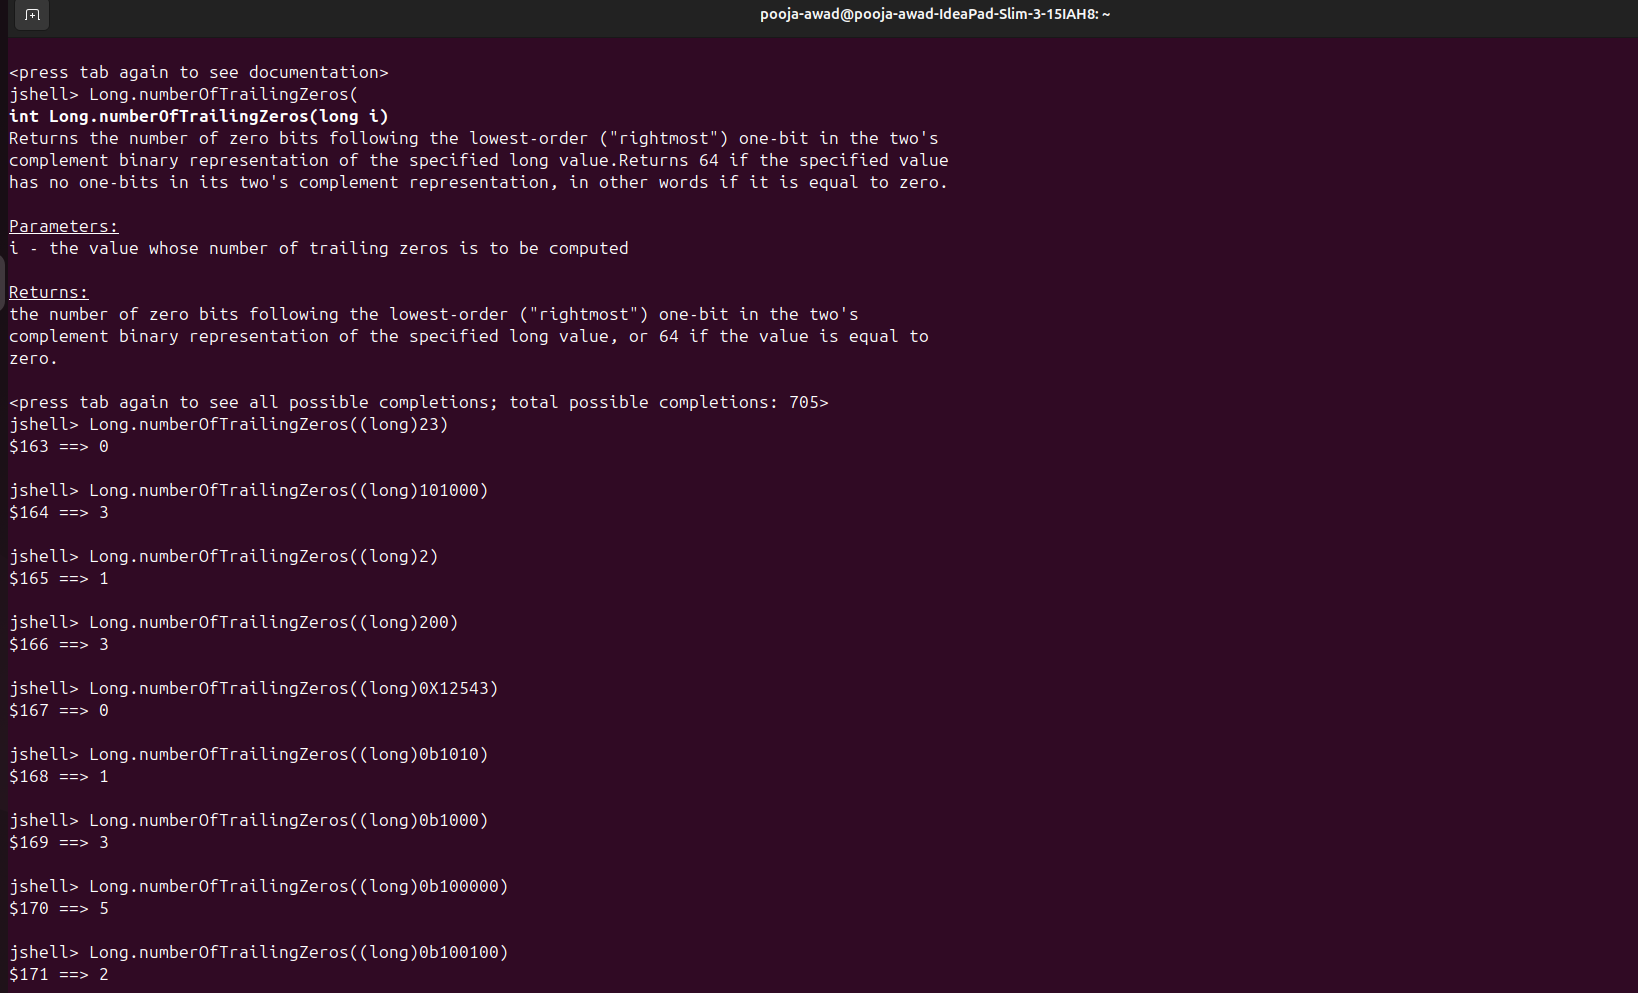 pooja-awad@pooja-awad-IdeaPad-Slim-3-15IAH8: ~
<press tab again to see documentation>
jshell> Long.numberOfTrailingZeros(
int Long.numberOfTrailingZeros(long i)
Returns the number of zero bits following the lowest-order ("rightmost") one-bit in the two's
complement binary representation of the specified long value.Returns 64 if the specified value
has no one-bits in its two's complement representation, in other words if it is equal to zero.
Parameters:
i - the value whose number of trailing zeros is to be computed
Returns:
the number of zero bits following the lowest-order ("rightmost") one-bit in the two's
complement binary representation of the specified long value, or 64 if the value is equal to
zero.
<press tab again to see all possible completions; total possible completions: 705>
jshell> Long.numberOfTrailingZeros((long)23)
$163 ==> 0
jshell> Long.numberOfTrailingZeros((long)101000)
$164 ==> 3
jshell> Long.numberOfTrailingZeros((long)2)
$165 ==> 1
jshell> Long.numberOfTrailingZeros((long)200)
$166 ==> 3
jshell> Long.numberOfTrailingZeros((long)0X12543)
$167 ==> 0
jshell> Long.numberOfTrailingZeros((long)0b1010)
$168 ==> 1
jshell> Long.numberOfTrailingZeros((long)0b1000)
$169 ==> 3
jshell> Long.numberOfTrailingZeros((long)0b100000)
$170 ==> 5
jshell> Long.numberOfTrailingZeros((long)0b100100)
$171 ==> 2